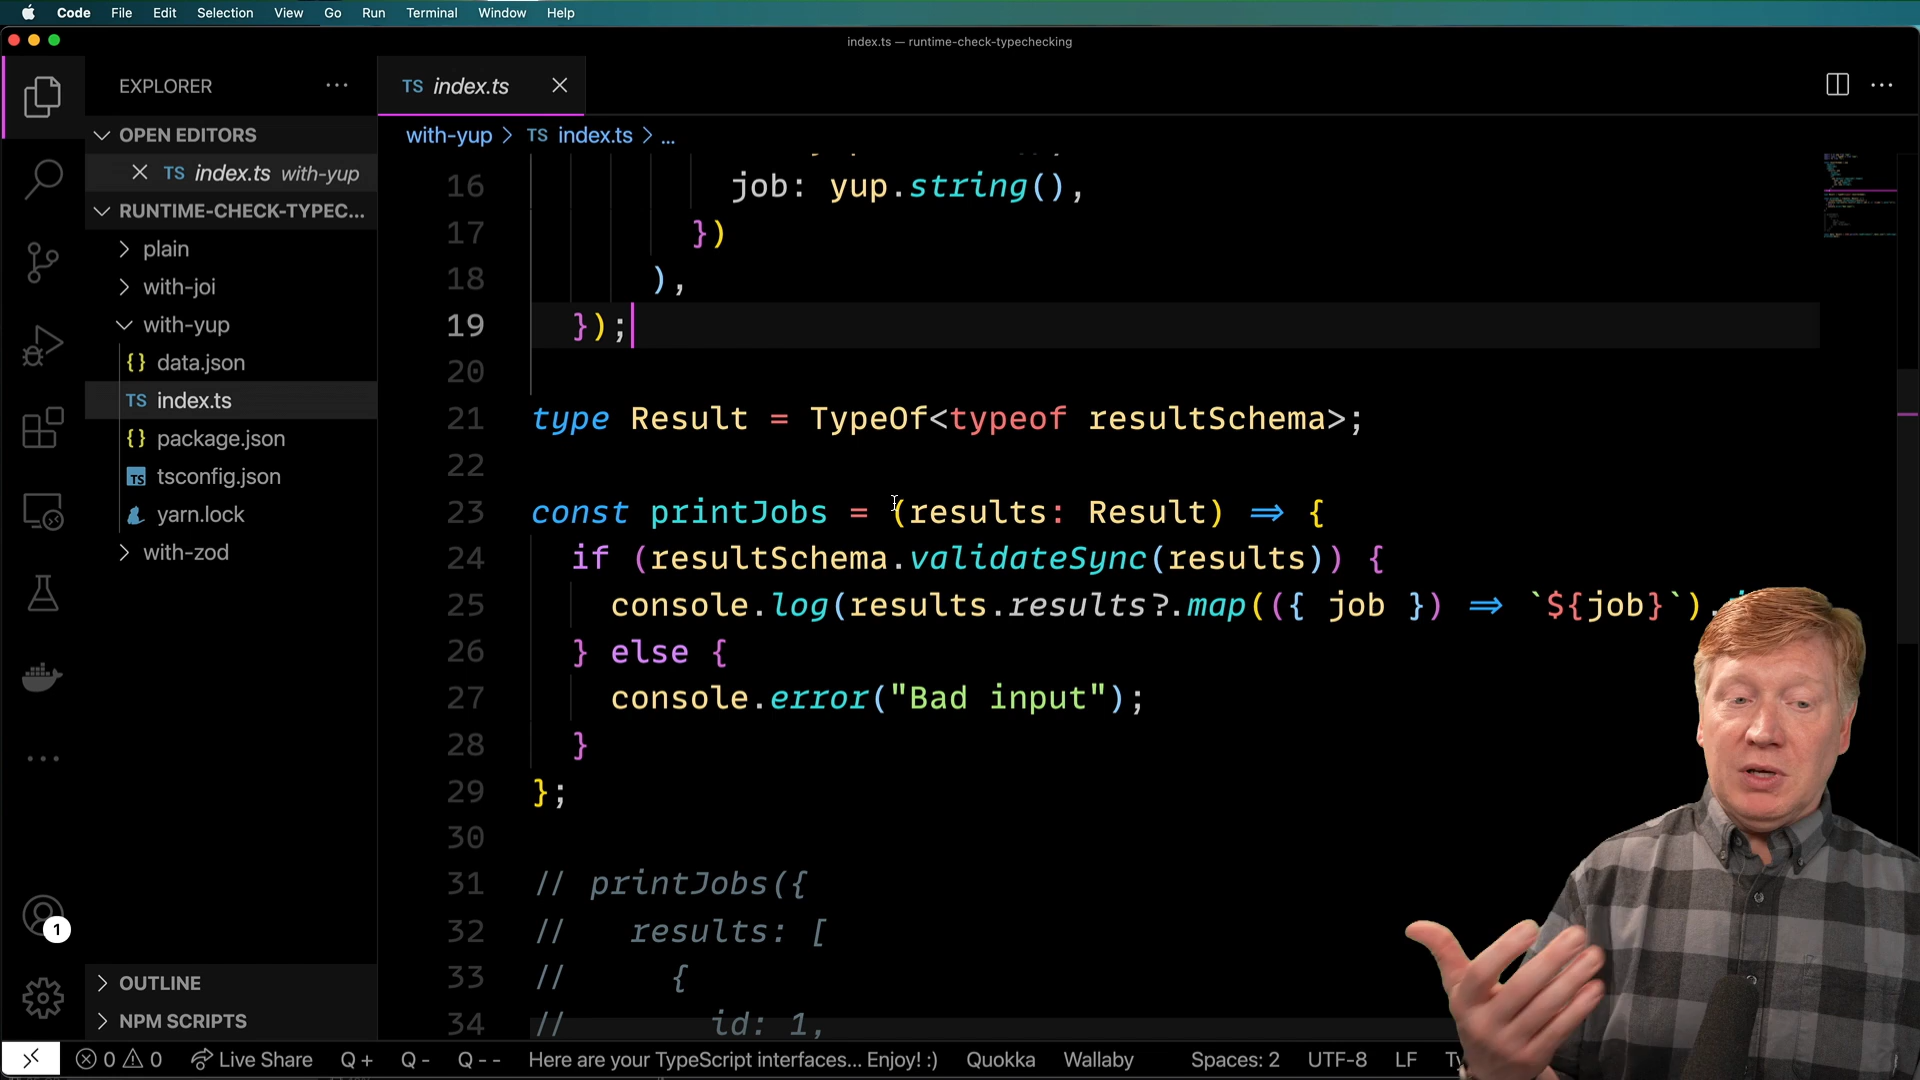 Code File Edit Selection View Go Run Terminal Window Help
index.ts — runtime-check-typechecking
EXPLORER ···
TS index.ts
with-yup > TS index.ts > ...
OPEN EDITORS
TS index.ts with-yup
RUNTIME-CHECK-TYPEC...
plain
with-joi
with-yup
{} data.json
TS index.ts
{} package.json
TS tsconfig.json
yarn.lock
with-zod
OUTLINE
NPM SCRIPTS
1
16 job: yup.string(),
17 })
18 ),
19 });
20
21 type Result = TypeOf<typeof resultSchema>;
22
23 const printJobs = (results: Result) => {
24 if (resultSchema.validateSync(results)) {
25 console.log(results.results?.map(({ job }) => `${job}`).
26 } else {
27 console.error("Bad input");
28 }
29 };
30
31 // printJobs({
32 // results: [
33 // {
34 // id: 1,
0 0 Live Share Q + Q - Q -- Here are your TypeScript interfaces... Enjoy! :) Quokka Wallaby Spaces: 2 UTF-8 LF